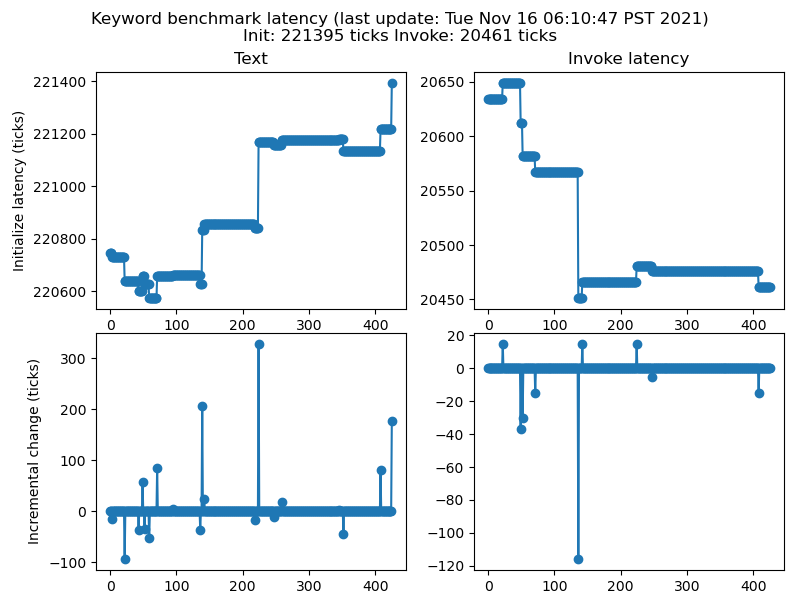 Keyword benchmark latency (last update: Tue Nov 16 06:10:47 PST 2021)
Init: 221395 ticks Invoke: 20461 ticks
Text
Invoke latency
Initialize latency (ticks)
221400
221200
221000
220800
220600
0 100 200 300 400
20650
20600
20550
20500
20450
0 100 200 300 400
Incremental change (ticks)
300
200
100
0
−100
0 100 200 300 400
20
0
−20
−40
−60
−80
−100
−120
0 100 200 300 400